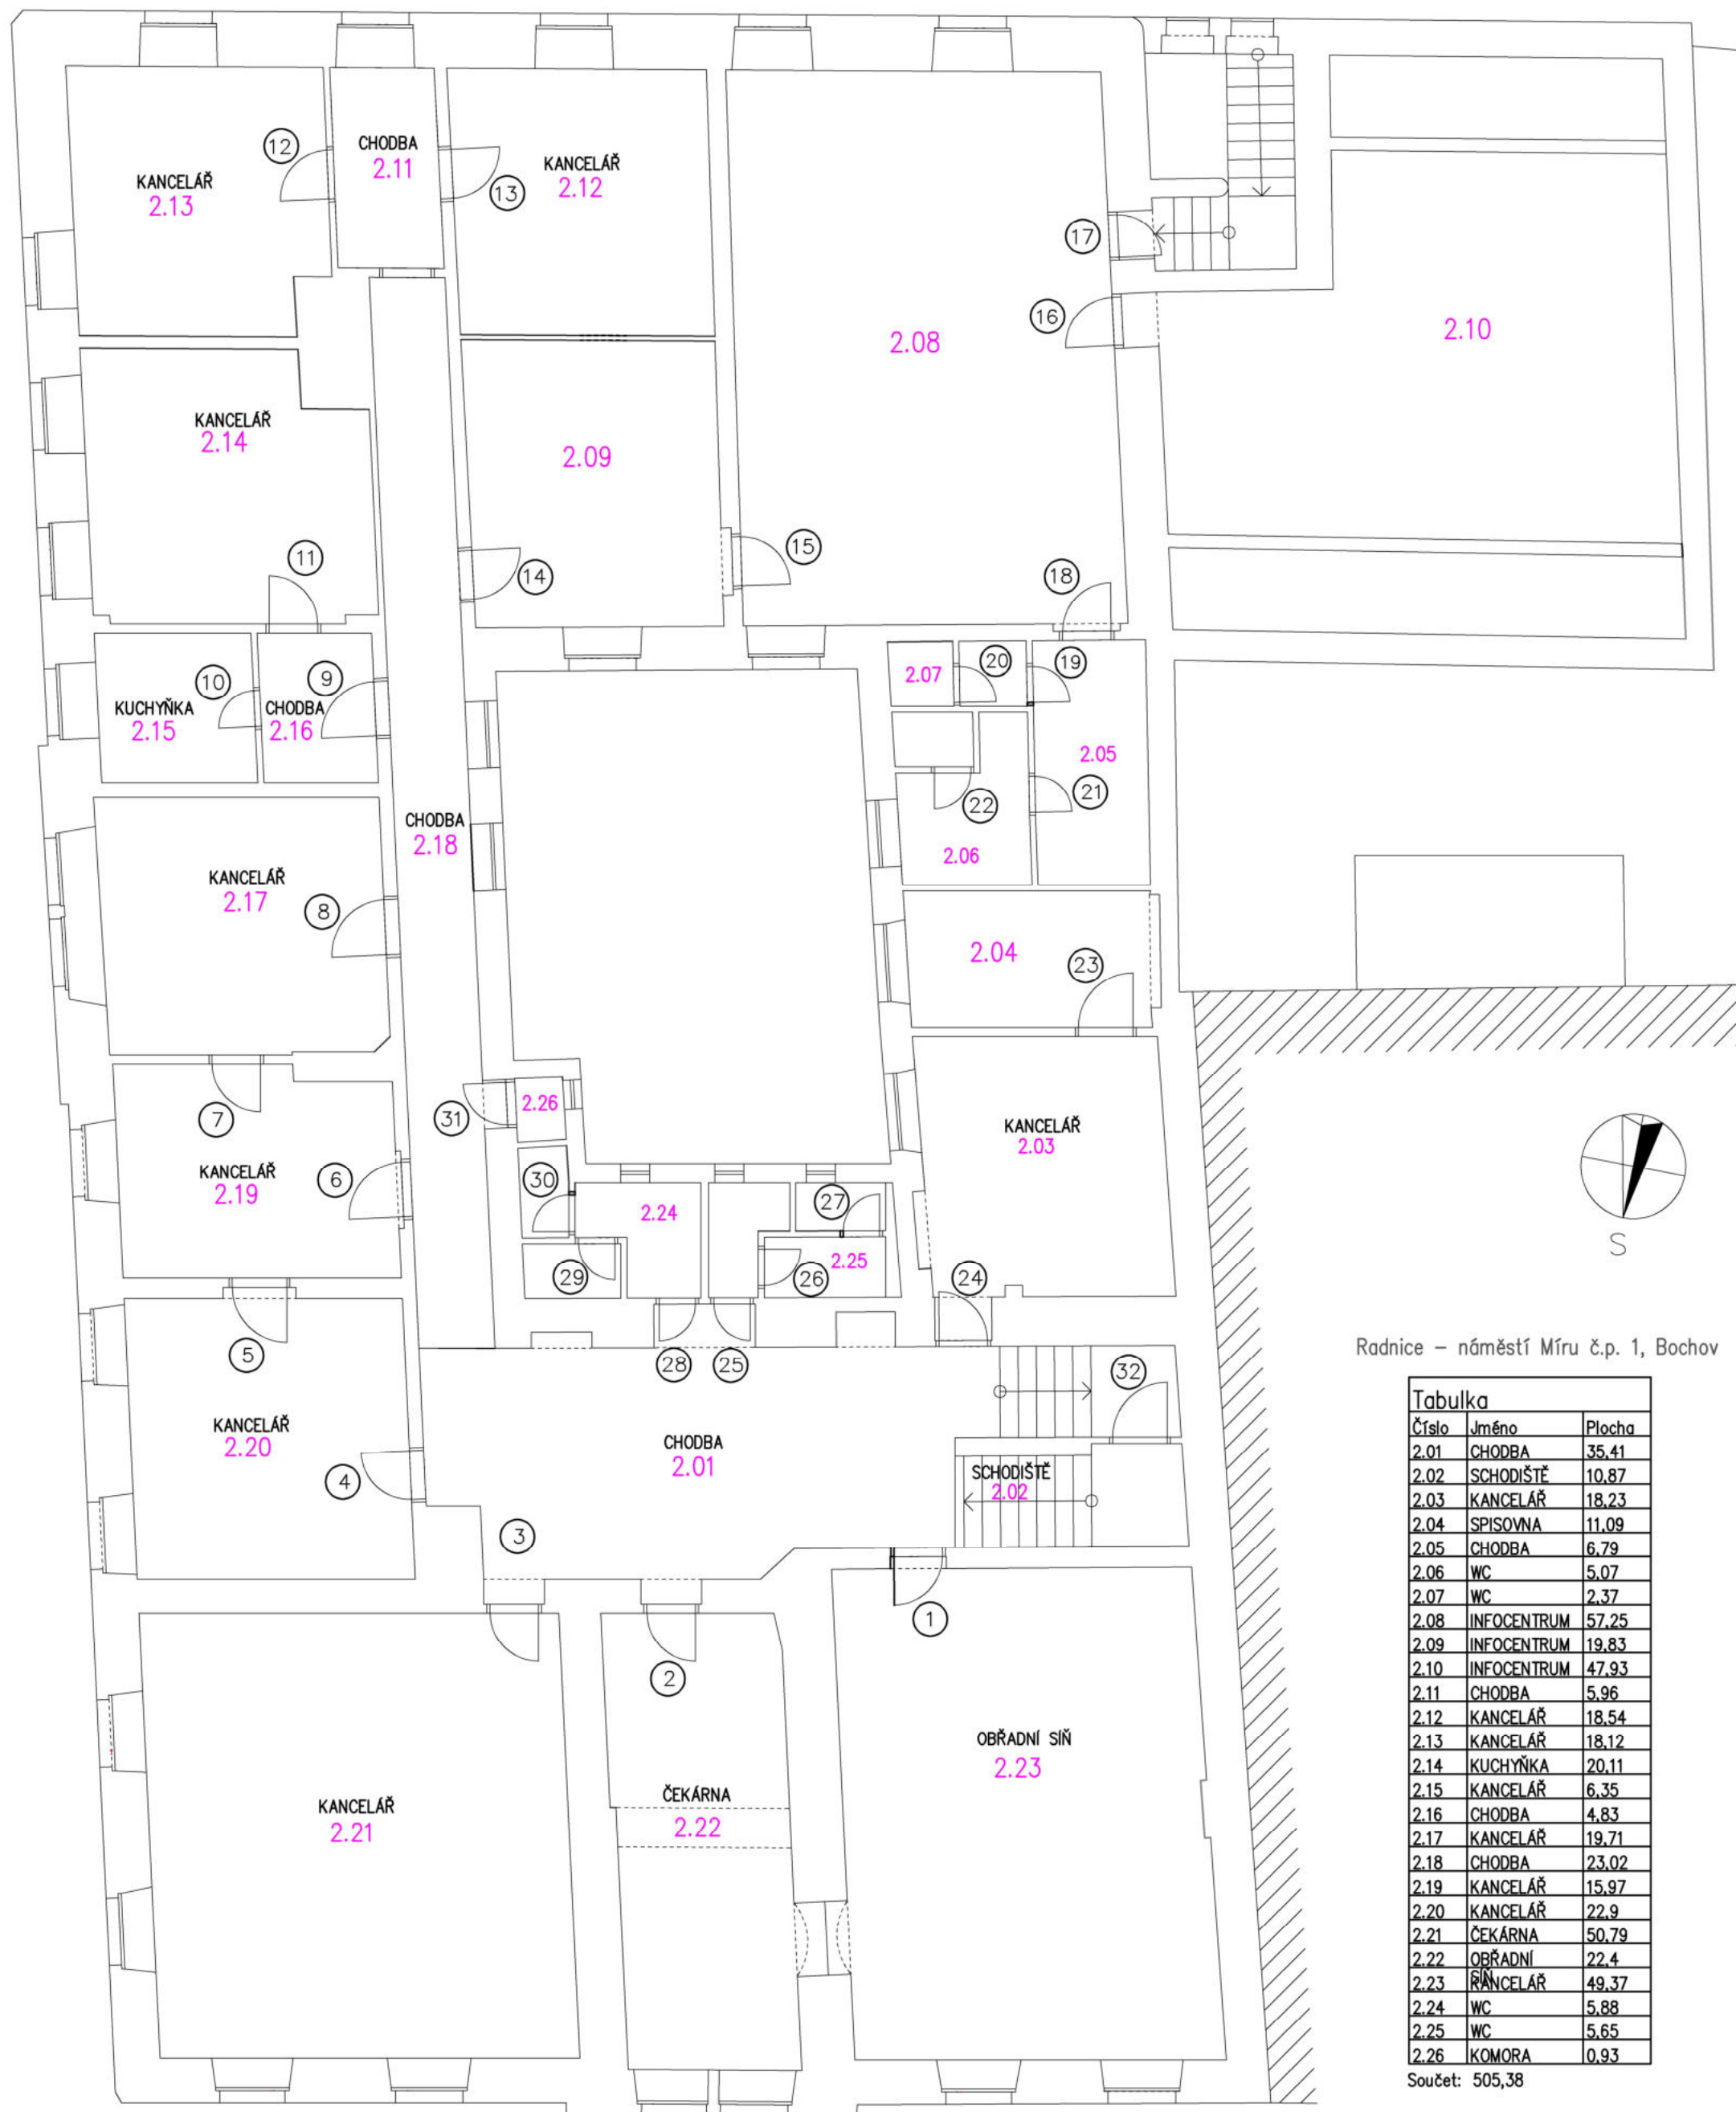 12
CHODBA
2.11
KANCELÁŘ
2.13
13
KANCELÁŘ
2.12
17
16
2.08
2.10
KANCELÁŘ
2.14
2.09
11
14
15
18
10
9
KUCHYŇKA
2.15
CHODBA
2.16
2.07
20
19
2.05
21
22
2.06
CHODBA
2.18
KANCELÁŘ
2.17
8
2.04
23
7
31
2.26
KANCELÁŘ
2.03
KANCELÁŘ
2.19
6
30
2.24
27
29
26
2.25
24
S
5
28
25
32
KANCELÁŘ
2.20
4
CHODBA
2.01
SCHODIŠTĚ
2.02
3
1
2
OBŘADNÍ SÍŇ
2.23
KANCELÁŘ
2.21
ČEKÁRNA
2.22
Radnice – náměstí Míru č.p. 1, Bochov
Tabulka
Číslo Jméno Plocha
2.01 CHODBA 35,41
2.02 SCHODIŠTĚ 10,87
2.03 KANCELÁŘ 18,23
2.04 SPISOVNA 11,09
2.05 CHODBA 6,79
2.06 WC 5,07
2.07 WC 2,37
2.08 INFOCENTRUM 57,25
2.09 INFOCENTRUM 19,83
2.10 INFOCENTRUM 47,93
2.11 CHODBA 5,96
2.12 KANCELÁŘ 18,54
2.13 KANCELÁŘ 18,12
2.14 KUCHYŇKA 20,11
2.15 KANCELÁŘ 6,35
2.16 CHODBA 4,83
2.17 KANCELÁŘ 19,71
2.18 CHODBA 23,02
2.19 KANCELÁŘ 15,97
2.20 KANCELÁŘ 22,9
2.21 ČEKÁRNA 50,79
2.22 OBŘADNÍ SÍŇ 22,4
2.23 KANCELÁŘ 49,37
2.24 WC 5,88
2.25 WC 5,65
2.26 KOMORA 0,93
Součet: 505,38